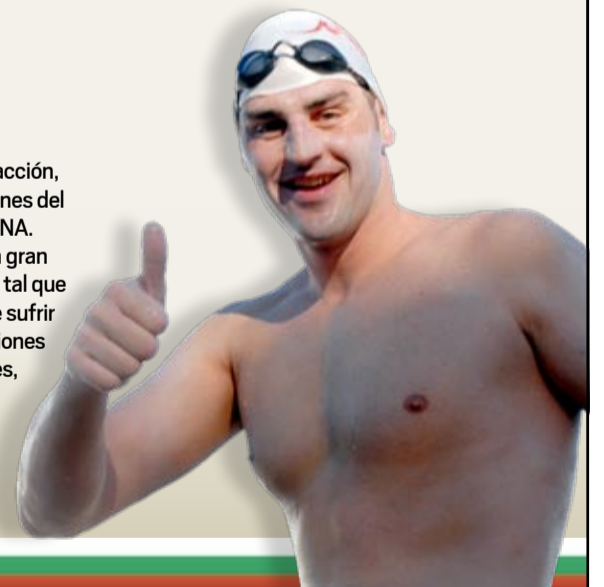 acción,
nes del
NA.
gran
tal que
sufrir
iones
es,